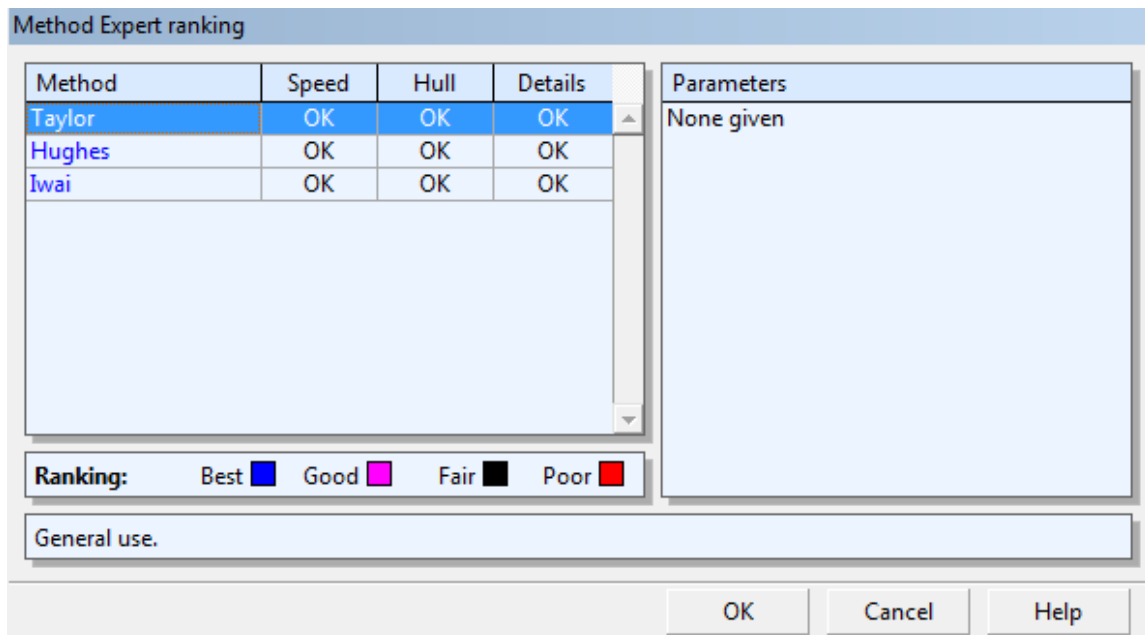 Method Expert ranking
Method Speed Hull Details
Taylor OK OK OK
Hughes OK OK OK
Iwai OK OK OK
Parameters
None given
Ranking: Best Good Fair Poor
General use.
OK Cancel Help